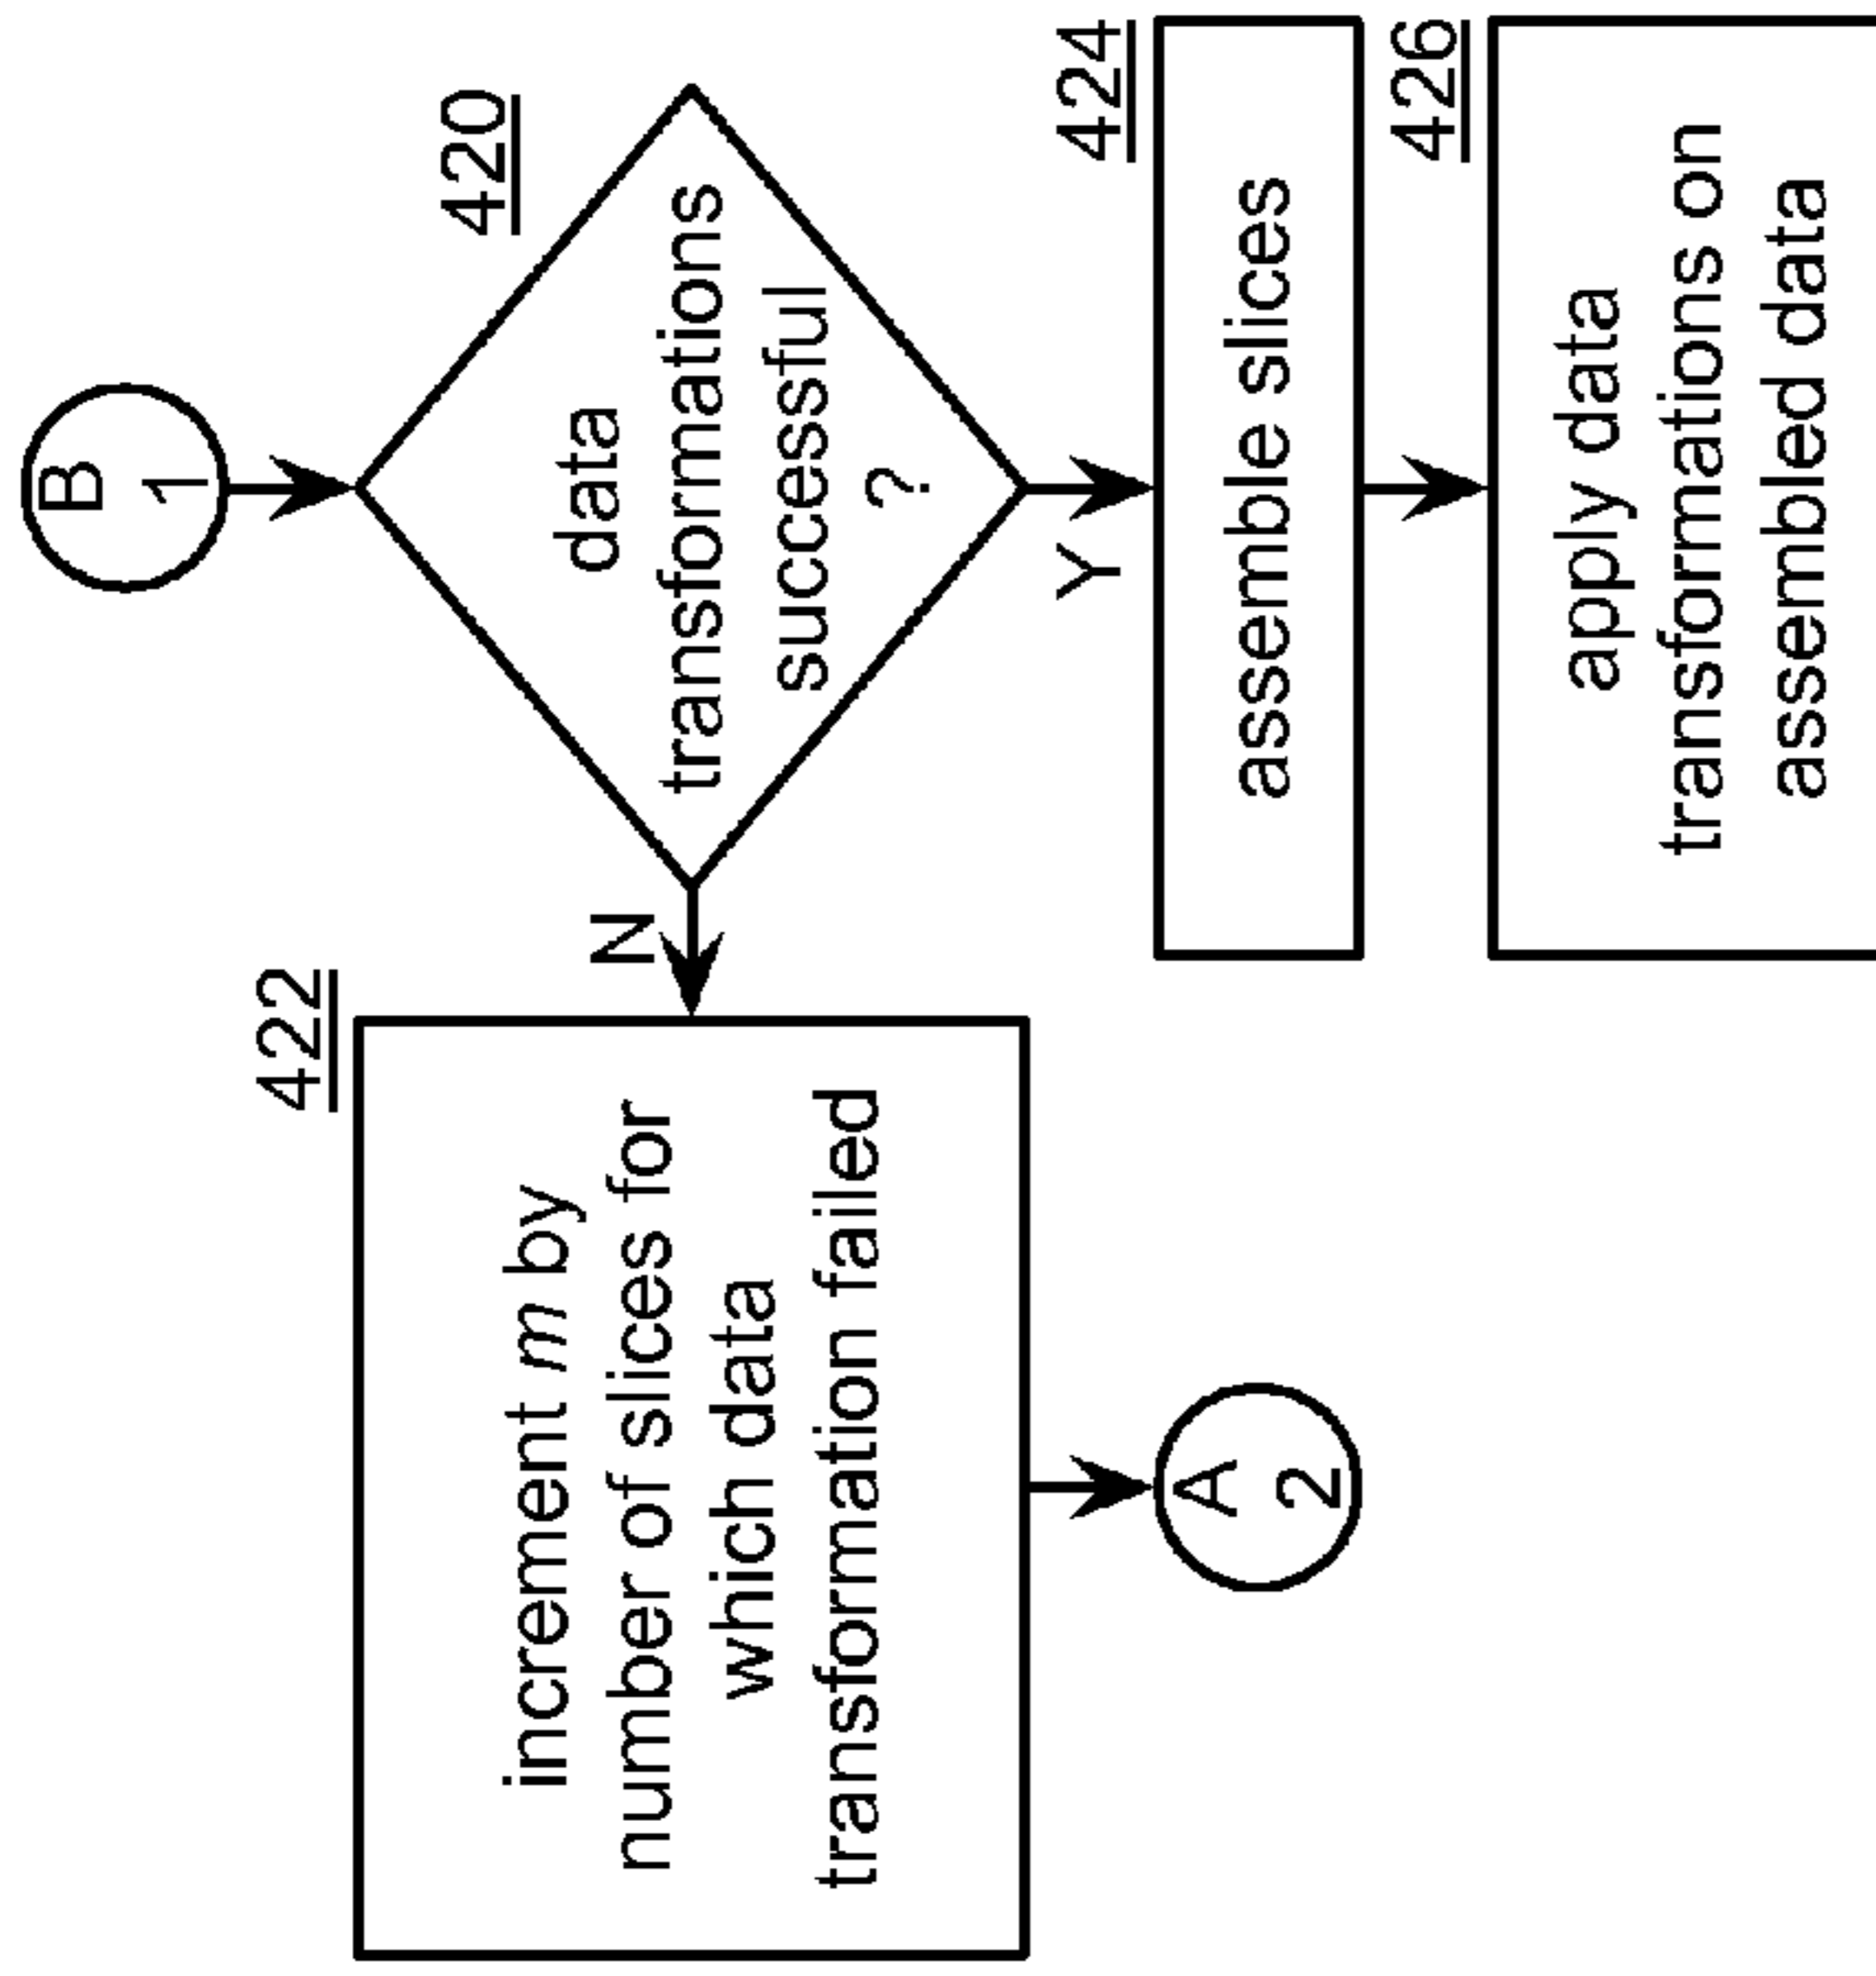 B
1
420
data
transformations
successful
?
N
Y
422
increment m by
number of slices for
which data
transformation failed
A
2
424
assemble slices
426
apply data
transformations on
assembled data